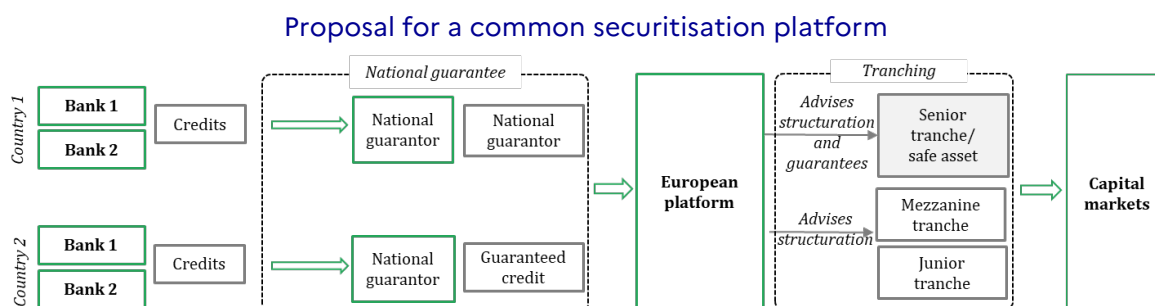 Proposal for a common securitisation platform
National guarantee
Tranching
Country 1
Bank 1
Bank 2
Credits
National
guarantor
National
guarantor
European
platform
Advises
structuration
and
guarantees
Senior
tranche/
safe asset
Mezzanine
tranche
Advises
structuration
Junior
tranche
Capital
markets
Country 2
Bank 1
Bank 2
Credits
National
guarantor
Guaranteed
credit